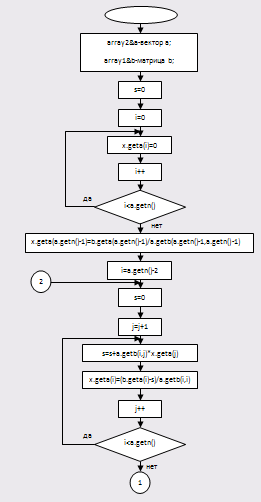 array2&a-вектор a;
array1&b-матрица b;
s=0
i=0
x.geta(i)=0
i++
да
i<a.getn()
нет
x.geta(a.getn()-1)=b.geta(a.getn()-1)/a.getb(a.getn()-1,a.getn()-1)
i=a.getn()-2
2
s=0
j=j+1
s=s+a.getb(i,j)*x.geta(j)
x.geta(i)=(b.geta(i)-s)/a.getb(i,i)
j++
да
i<a.getn()
нет
1